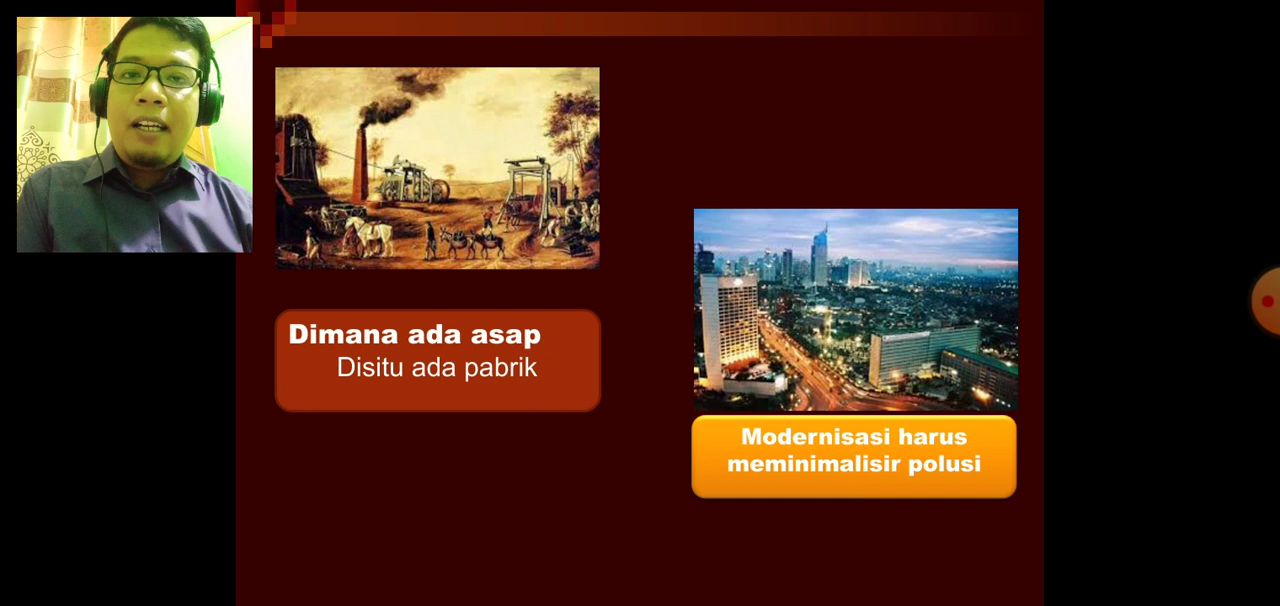 Dimana ada asap
Disitu ada pabrik
Modernisasi harus
meminimalisir polusi